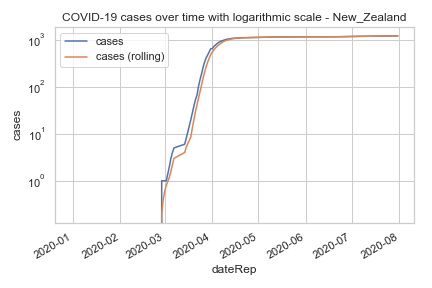 COVID-19 cases over time with logarithmic scale - New_Zealand
cases
cases (rolling)
10³
10²
10¹
10⁰
cases
2020-01
2020-02
2020-03
2020-04
2020-05
2020-06
2020-07
2020-08
dateRep